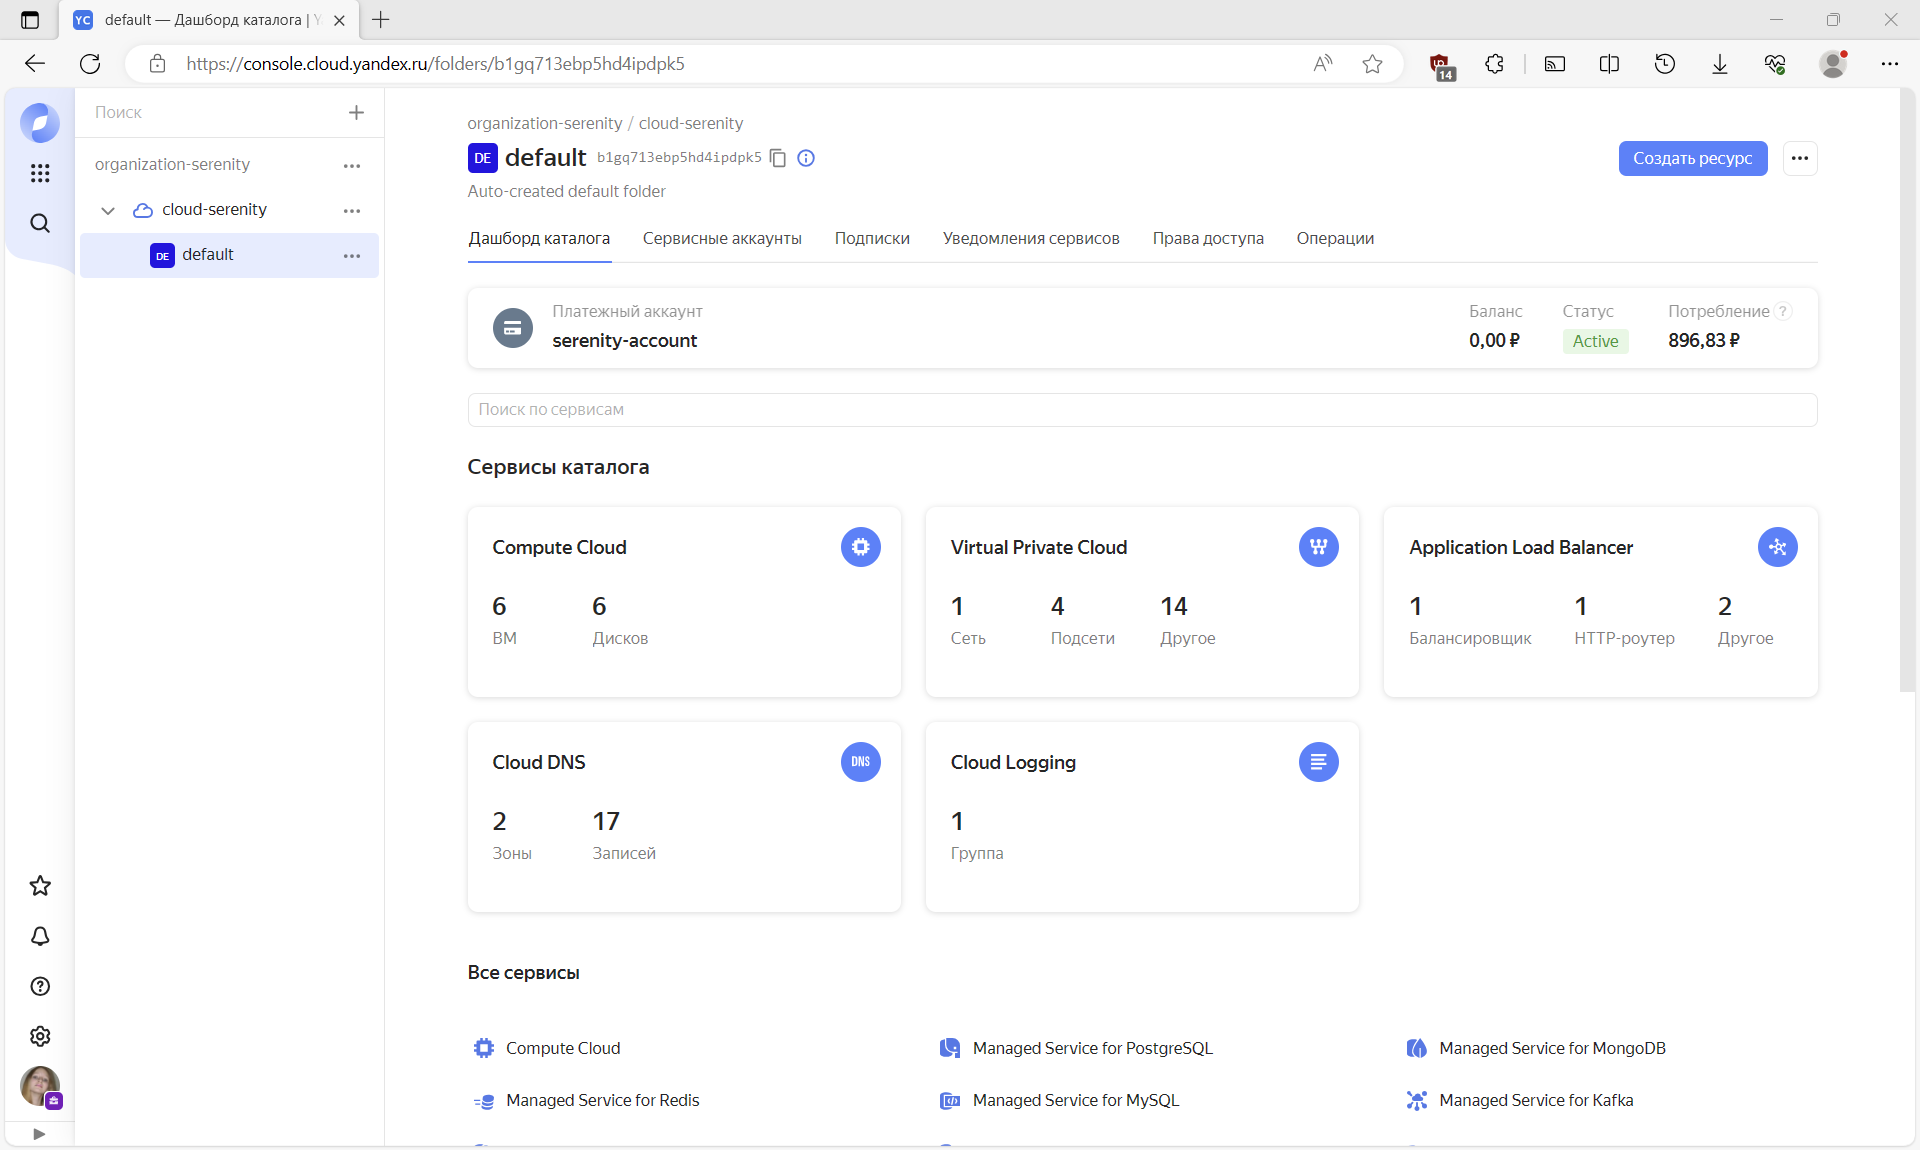 YC default — Дашборд каталога | Y
https://console.cloud.yandex.ru/folders/b1gq713ebp5hd4ipdpk5
14
Поиск
organization-serenity
cloud-serenity
DE default
organization-serenity / cloud-serenity
DE default b1gq713ebp5hd4ipdpk5
Auto-created default folder
Создать ресурс
Дашборд каталога Сервисные аккаунты Подписки Уведомления сервисов Права доступа Операции
Платежный аккаунт Баланс Статус Потребление ?
serenity-account 0,00 ₽ Active 896,83 ₽
Поиск по сервисам
Сервисы каталога
Compute Cloud
6 6
ВМ Дисков
Virtual Private Cloud
1 4 14
Сеть Подсети Другое
Application Load Balancer
1 1 2
Балансировщик HTTP-роутер Другое
Cloud DNS DNS
2 17
Зоны Записей
Cloud Logging
1
Группа
Все сервисы
Compute Cloud Managed Service for PostgreSQL Managed Service for MongoDB
Managed Service for Redis Managed Service for MySQL Managed Service for Kafka